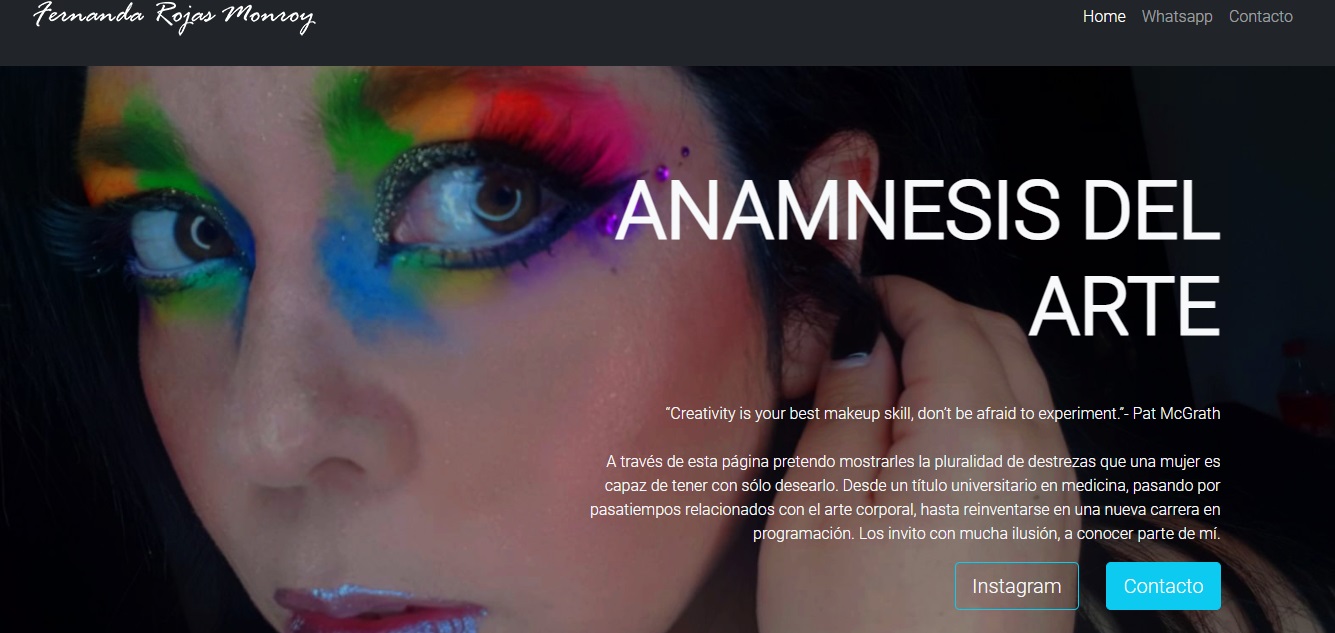 Fernanda Rojas Monroy
Home Whatsapp Contacto
ANAMNESIS DEL
ARTE
“Creativity is your best makeup skill, don’t be afraid to experiment.”- Pat McGrath
A través de esta página pretendo mostrarles la pluralidad de destrezas que una mujer es
capaz de tener con sólo desearlo. Desde un título universitario en medicina, pasando por
pasatiempos relacionados con el arte corporal, hasta reinventarse en una nueva carrera en
programación. Los invito con mucha ilusión, a conocer parte de mí.
Instagram Contacto